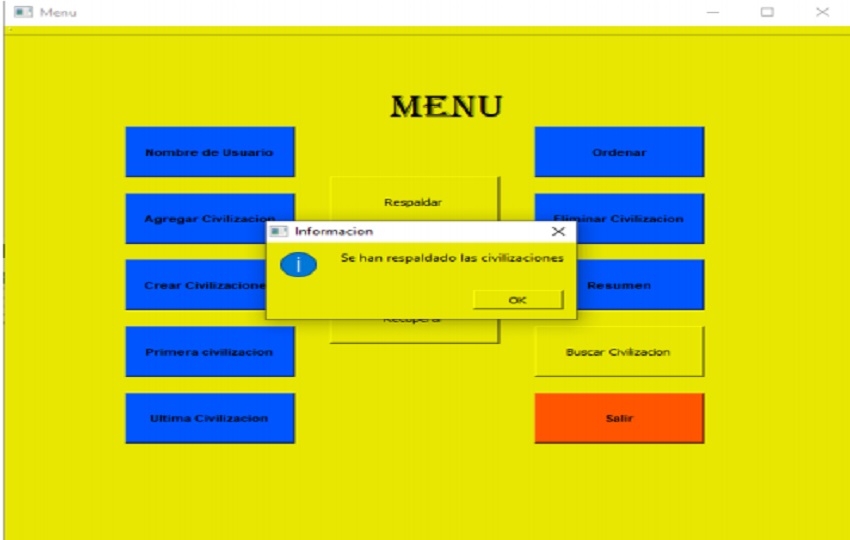 Menu
MENU
Nombre de Usuario
Ordenar
Respaldar
Agregar Civilizacion
Eliminar Civilizacion
Informacion
Se han respaldado las civilizaciones
i
OK
Crear Civilizacione
Resumen
Recuperar
Primera civilizacion
Buscar Civilizacion
Ultima Civilizacion
Salir